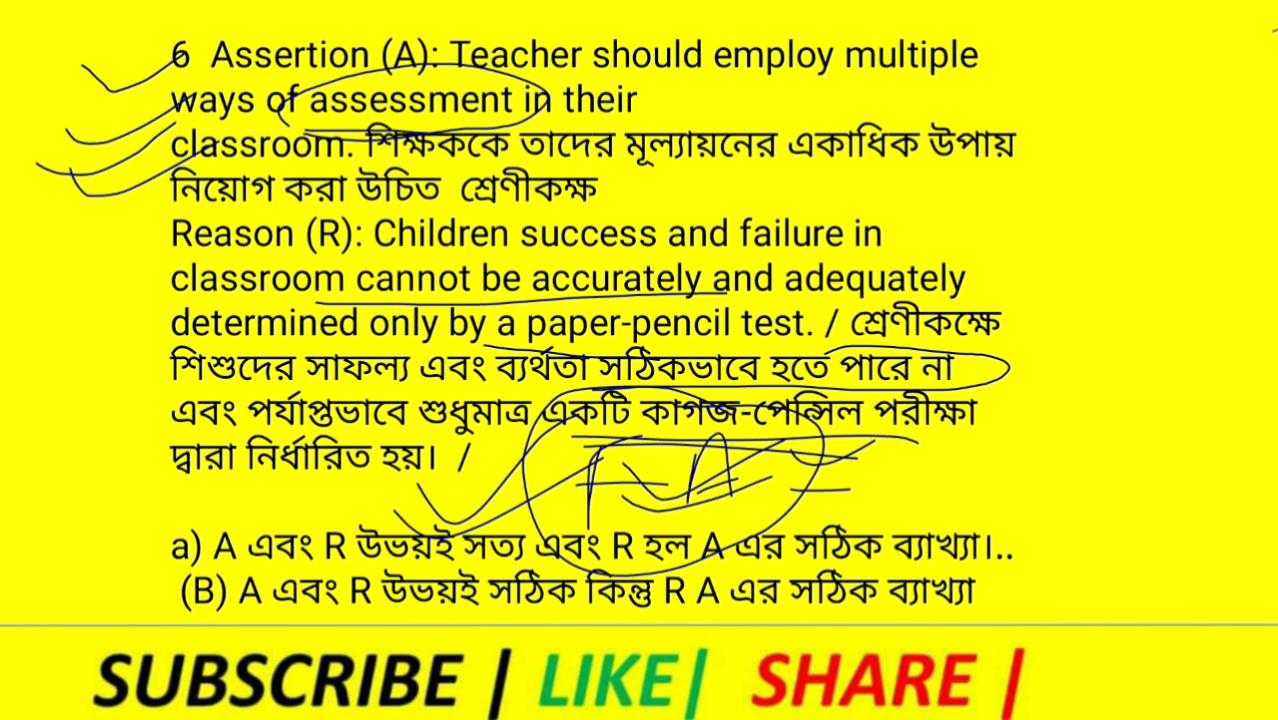 6 Assertion (A): Teacher should employ multiple
ways of assessment in their
classroom. শিক্ষককে তাদের মূল্যায়নের একাধিক উপায়
নিয়োগ করা উচিত শ্রেণীকক্ষ
Reason (R): Children success and failure in
classroom cannot be accurately and adequately
determined only by a paper-pencil test. / শ্রেণীকক্ষে
শিশুদের সাফল্য এবং ব্যর্থতা সঠিকভাবে হতে পারে না
এবং পর্যাপ্তভাবে শুধুমাত্র একটি কাগজ-পেন্সিল পরীক্ষা
দ্বারা নির্ধারিত হয়। /
a) A এবং R উভয়ই সত্য এবং R হল A এর সঠিক ব্যাখ্যা।..
(B) A এবং R উভয়ই সঠিক কিন্তু R A এর সঠিক ব্যাখ্যা
SUBSCRIBE | LIKE| SHARE |